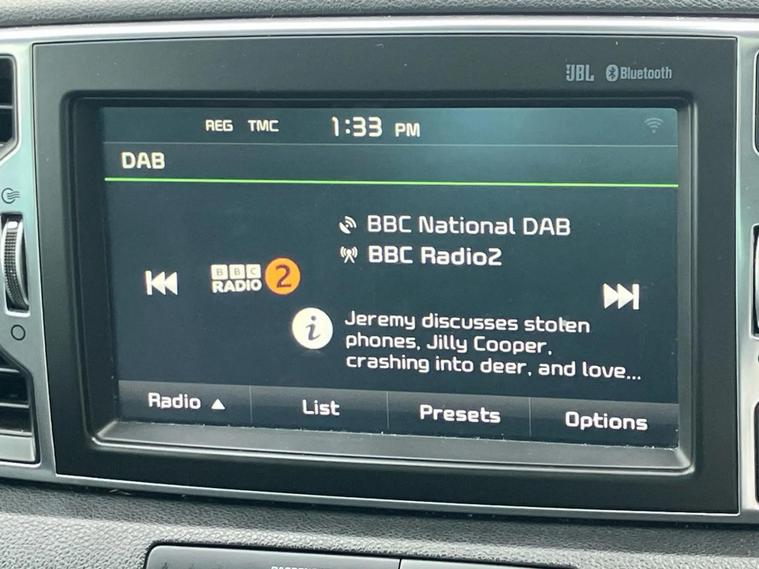 JBL Bluetooth
REG TMC 1:33 PM
DAB
BBC National DAB
BBC Radio2
BBC
RADIO 2
i
Jeremy discusses stolen
phones, Jilly Cooper,
crashing into deer, and love...
Radio ▲ List Presets Options